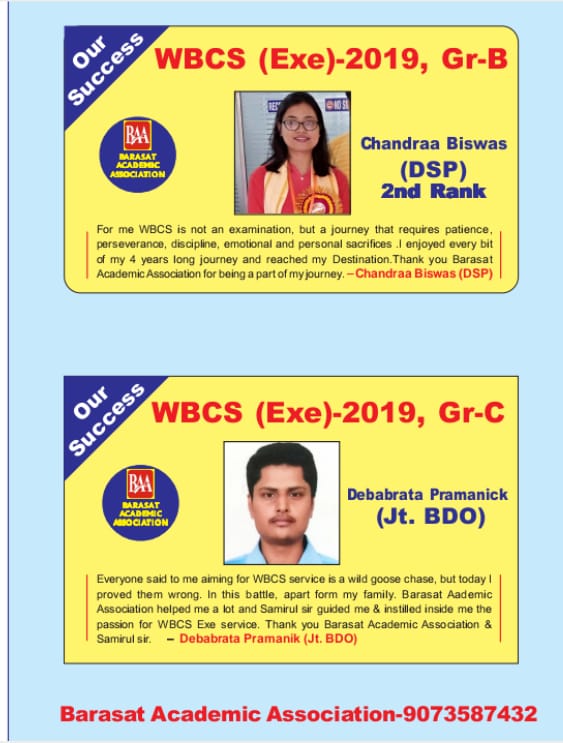 Our
Success
WBCS (Exe)-2019, Gr-B
BAA
BARASAT
ACADEMIC
ASSOCIATION
Chandraa Biswas
(DSP)
2nd Rank
For me WBCS is not an examination, but a journey that requires patience,
perseverance, discipline, emotional and personal sacrifices .I enjoyed every bit
of my 4 years long journey and reached my Destination.Thank you Barasat
Academic Association for being a part of my journey. –Chandraa Biswas (DSP)
Our
Success
WBCS (Exe)-2019, Gr-C
BAA
BARASAT
ACADEMIC
ASSOCIATION
Debabrata Pramanick
(Jt. BDO)
Everyone said to me aiming for WBCS service is a wild goose chase, but today I
proved them wrong. In this battle, apart form my family. Barasat Aademic
Association helped me a lot and Samirul sir guided me & instilled inside me the
passion for WBCS Exe service. Thank you Barasat Academic Association &
Samirul sir. – Debabrata Pramanik (Jt. BDO)
Barasat Academic Association-9073587432